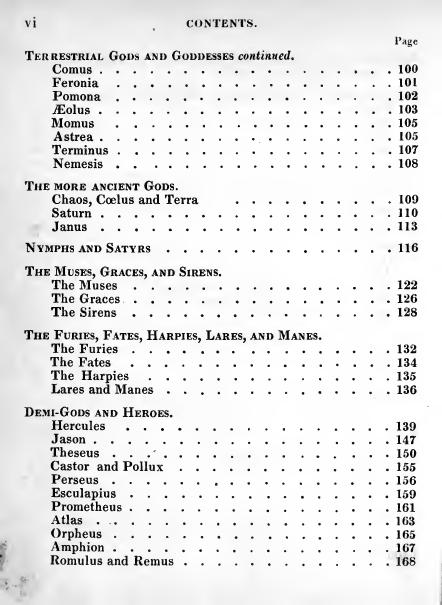 vi CONTENTS.
Page
TERRESTRIAL GODS AND GODDESSES continued.
Comus . . . . . . . . . . . . . . . . . . 100
Feronia . . . . . . . . . . . . . . . . . 101
Pomona . . . . . . . . . . . . . . . . . 102
Æolus . . . . . . . . . . . . . . . . . . 103
Momus . . . . . . . . . . . . . . . . . 105
Astrea . . . . . . . . . . . . . . . . . . 105
Terminus . . . . . . . . . . . . . . . . 107
Nemesis . . . . . . . . . . . . . . . . . 108
THE MORE ANCIENT GODS.
Chaos, Cœlus and Terra . . . . . . . . . . 109
Saturn . . . . . . . . . . . . . . . . . . 110
Janus . . . . . . . . . . . . . . . . . . 113
NYMPHS AND SATYRS . . . . . . . . . . . . . 116
THE MUSES, GRACES, AND SIRENS.
The Muses . . . . . . . . . . . . . . . . 122
The Graces . . . . . . . . . . . . . . . . 126
The Sirens . . . . . . . . . . . . . . . . 128
THE FURIES, FATES, HARPIES, LARES, AND MANES.
The Furies . . . . . . . . . . . . . . . . 132
The Fates . . . . . . . . . . . . . . . . 134
The Harpies . . . . . . . . . . . . . . . 135
Lares and Manes . . . . . . . . . . . . . 136
DEMI-GODS AND HEROES.
Hercules . . . . . . . . . . . . . . . . 139
Jason . . . . . . . . . . . . . . . . . . 147
Theseus . . . . . . . . . . . . . . . . . 150
Castor and Pollux . . . . . . . . . . . . 155
Perseus . . . . . . . . . . . . . . . . . 156
Esculapius . . . . . . . . . . . . . . . . 159
Prometheus . . . . . . . . . . . . . . . . 161
Atlas . . . . . . . . . . . . . . . . . . 163
Orpheus . . . . . . . . . . . . . . . . . 165
Amphion . . . . . . . . . . . . . . . . . 167
Romulus and Remus . . . . . . . . . . . . 168